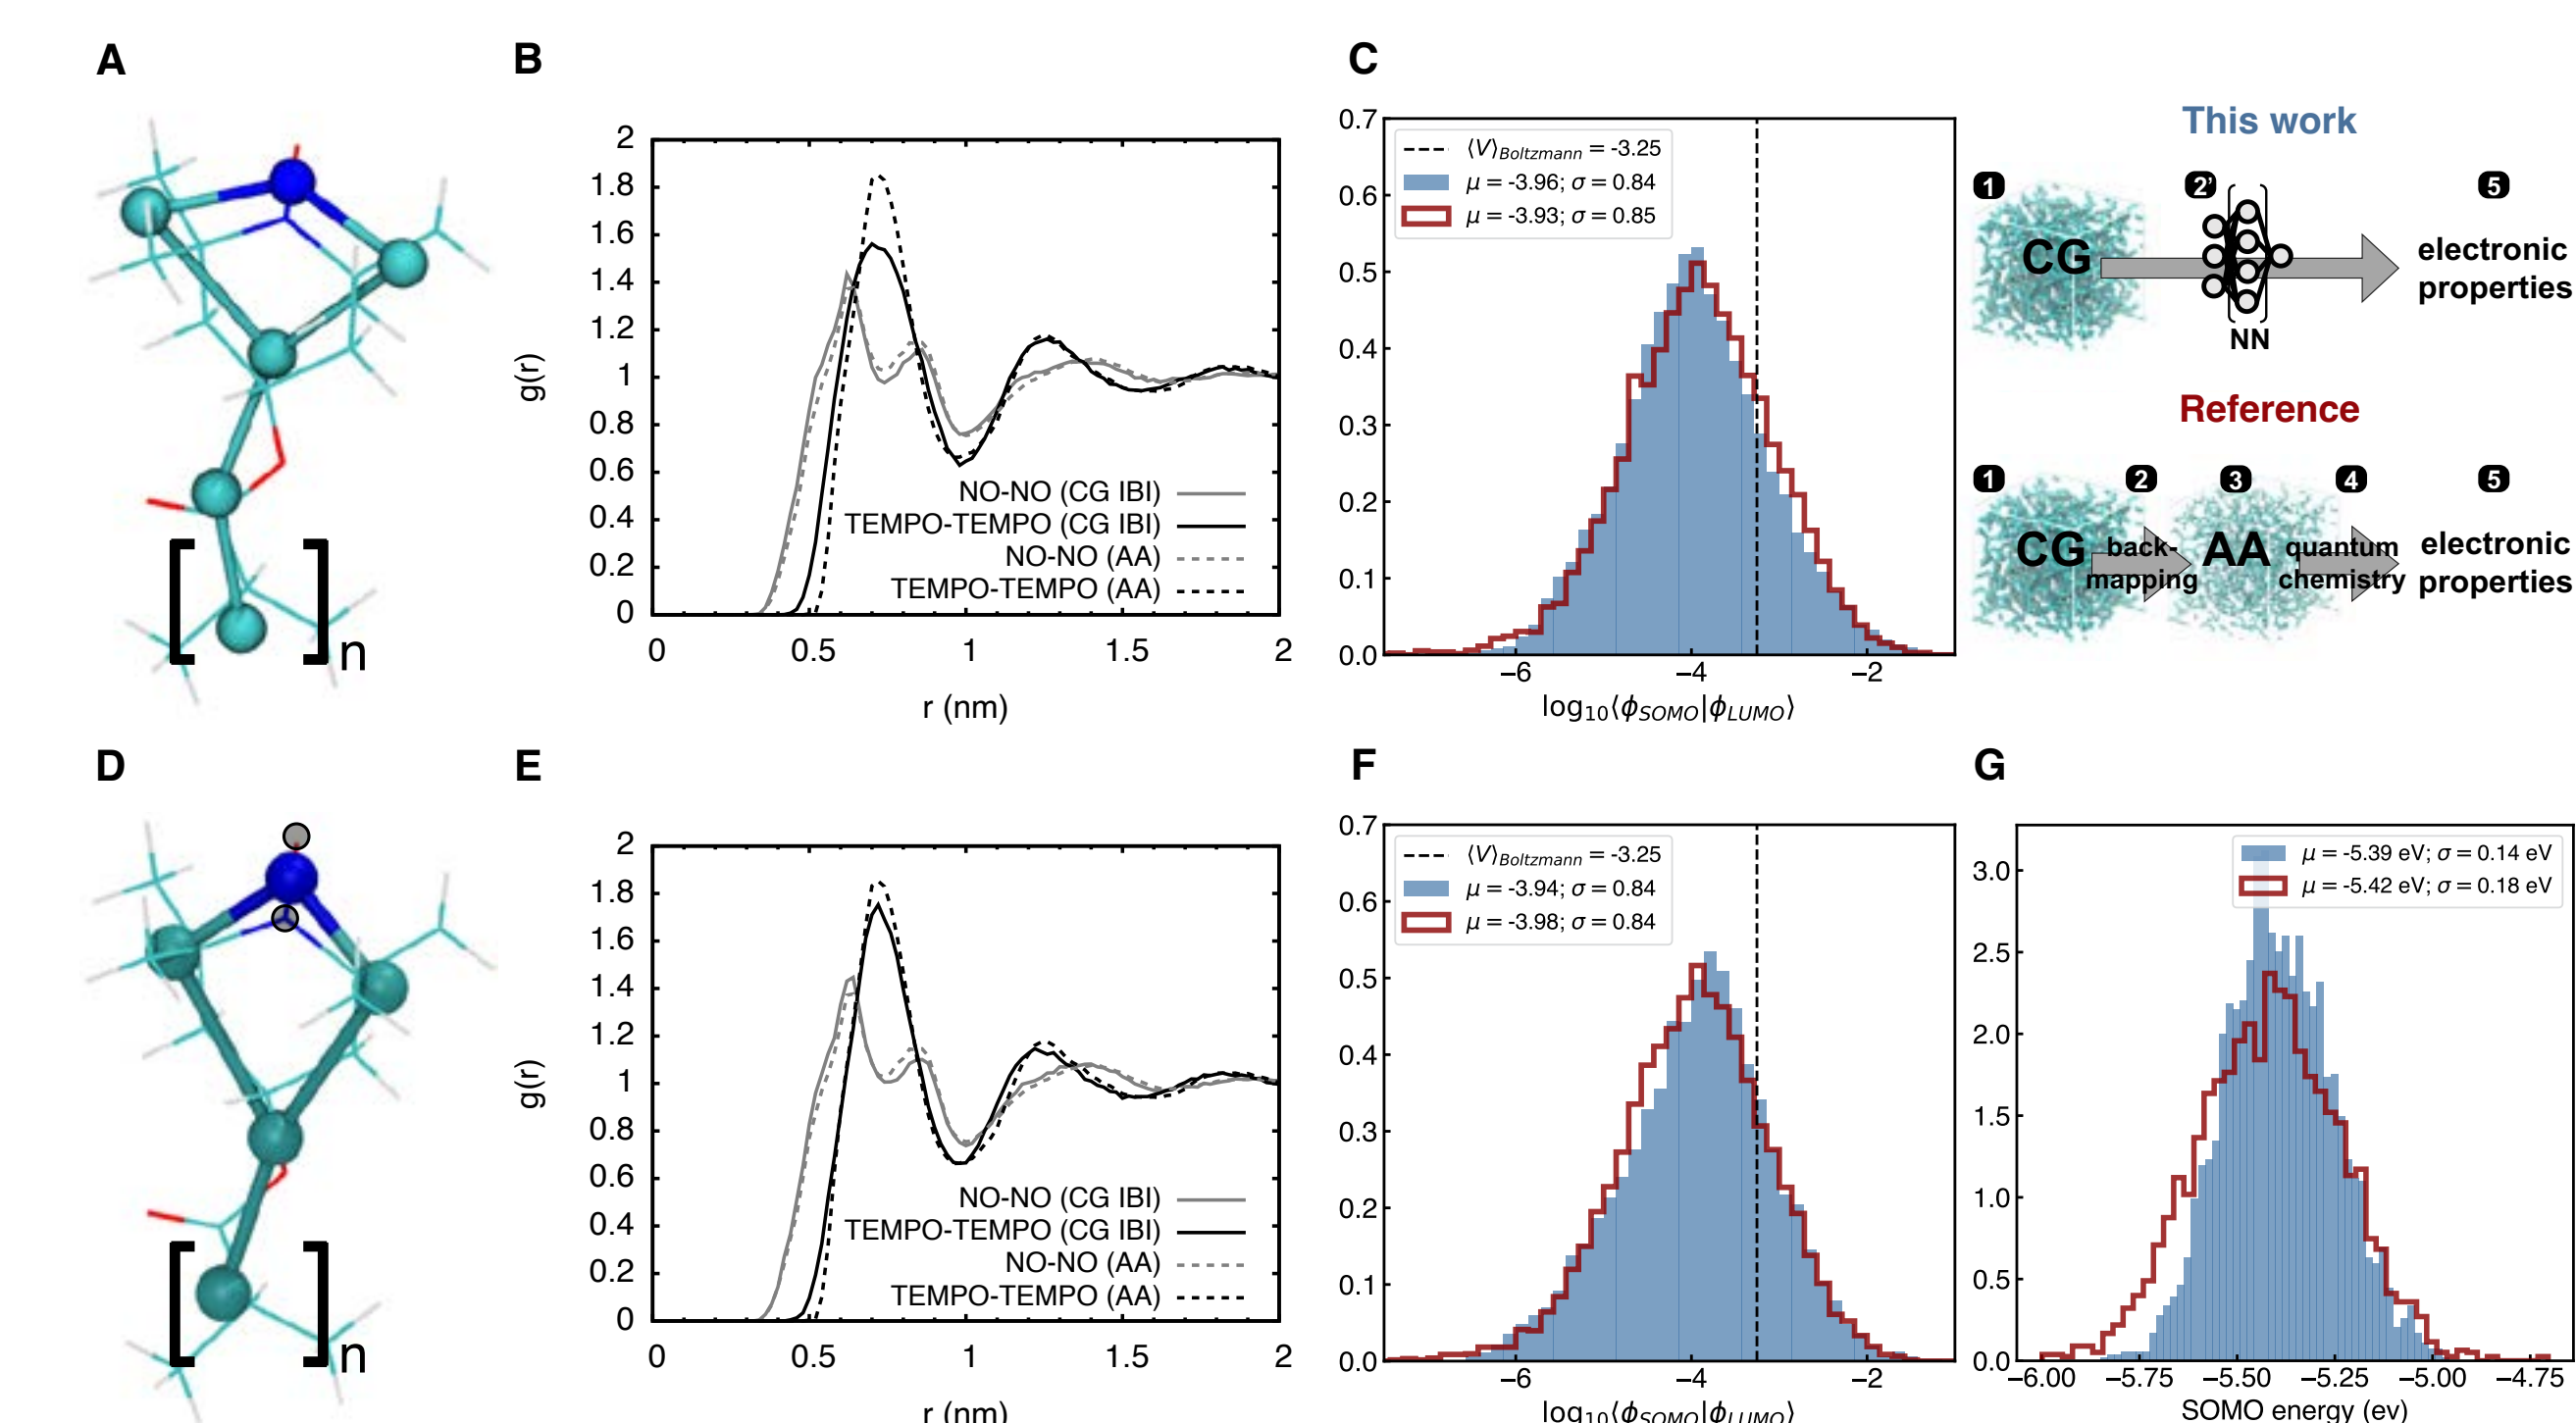 A
[ ]n
B
2
1.8
1.6
1.4
1.2
1
0.8
0.6
0.4
0.2
0
g(r)
NO-NO (CG IBI)
TEMPO-TEMPO (CG IBI)
NO-NO (AA)
TEMPO-TEMPO (AA)
0 0.5 1 1.5 2
r (nm)
C
0.7
0.6
0.5
0.4
0.3
0.2
0.1
0.0
⟨V⟩Boltzmann = -3.25
μ = -3.96; σ = 0.84
μ = -3.93; σ = 0.85
−6 −4 −2
log10⟨ϕSOMO|ϕLUMO⟩
This work
1 2' 5
CG
NN
electronic
properties
Reference
1 2 3 4 5
CG
back-
mapping
AA
quantum
chemistry
electronic
properties
D
[ ]n
E
2
1.8
1.6
1.4
1.2
1
0.8
0.6
0.4
0.2
0
g(r)
NO-NO (CG IBI)
TEMPO-TEMPO (CG IBI)
NO-NO (AA)
TEMPO-TEMPO (AA)
0 0.5 1 1.5 2
r (nm)
F
0.7
0.6
0.5
0.4
0.3
0.2
0.1
0.0
⟨V⟩Boltzmann = -3.25
μ = -3.94; σ = 0.84
μ = -3.98; σ = 0.84
−6 −4 −2
log10⟨ϕSOMO|ϕLUMO⟩
G
3.0
2.5
2.0
1.5
1.0
0.5
0.0
μ = -5.39 eV; σ = 0.14 eV
μ = -5.42 eV; σ = 0.18 eV
−6.00 −5.75 −5.50 −5.25 −5.00 −4.75
SOMO energy (ev)